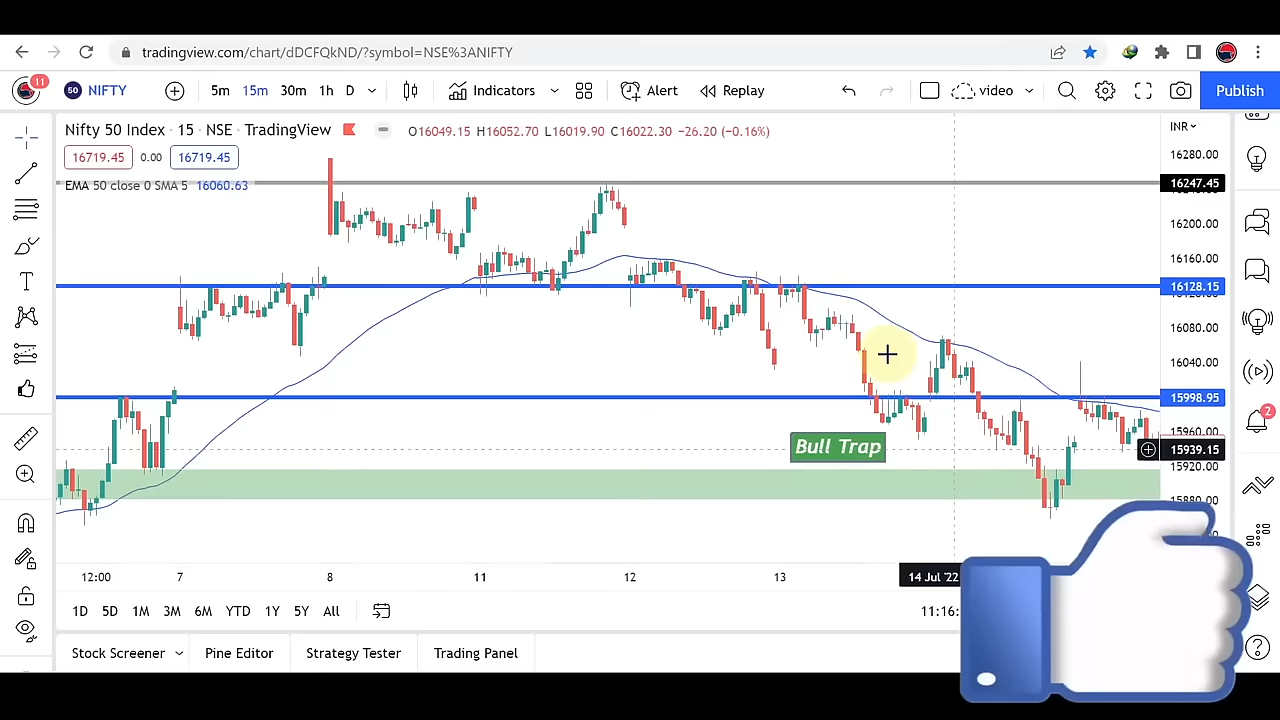 tradingview.com/chart/dDCFQkND/?symbol=NSE%3ANIFTY
11
50 NIFTY 5m 15m 30m 1h D Indicators Alert Replay video Publish
Nifty 50 Index · 15 · NSE · TradingView O16049.15 H16052.70 L16019.90 C16022.30 −26.20 (−0.16%) INR
16719.45 0.00 16719.45
EMA 50 close 0 SMA 5 16060.63
16280.00
16247.45
16200.00
16160.00
16128.15
16080.00
16040.00
15998.95
15960.00
2
Bull Trap
15939.15
15920.00
15880.00
12:00 7 8 11 12 13 14 Jul '22
1D 5D 1M 3M 6M YTD 1Y 5Y All 11:16:
Stock Screener Pine Editor Strategy Tester Trading Panel